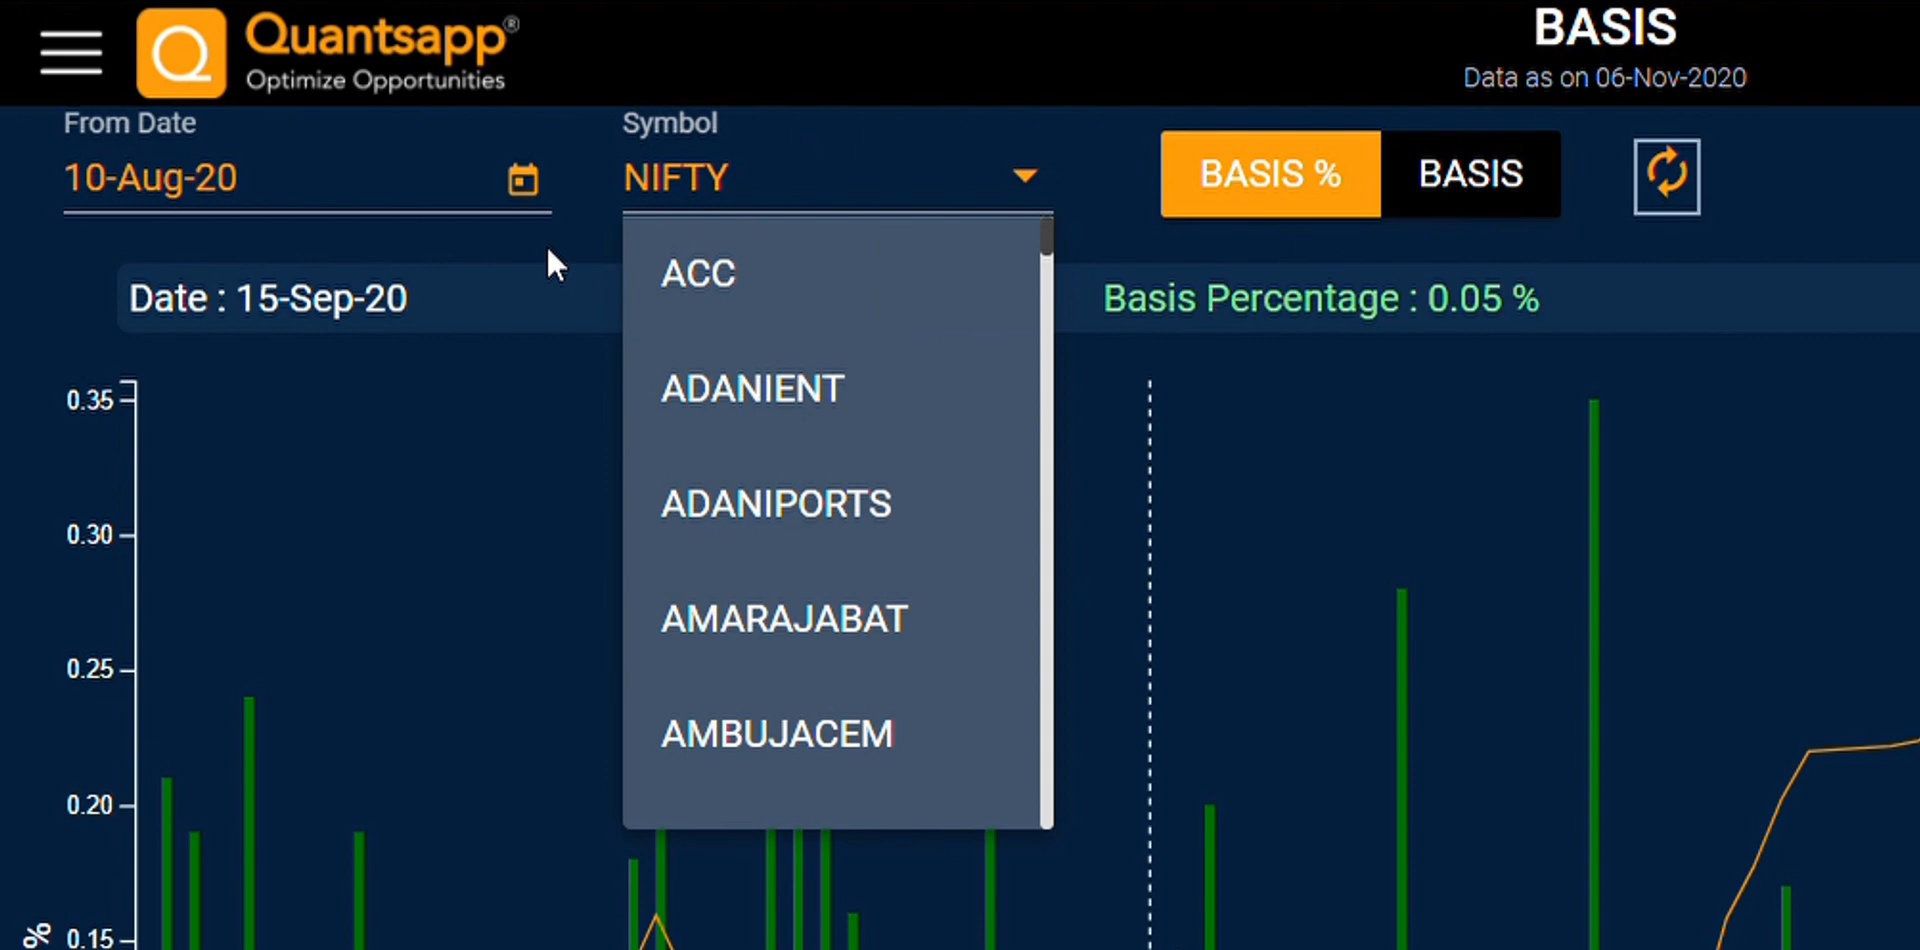 Quantsapp®
Optimize Opportunities
BASIS
Data as on 06-Nov-2020
From Date
10-Aug-20
Symbol
NIFTY
BASIS %
BASIS
Date : 15-Sep-20
Basis Percentage : 0.05 %
ACC
ADANIENT
ADANIPORTS
AMARAJABAT
AMBUJACEM
0.35
0.30
0.25
0.20
0.15
%